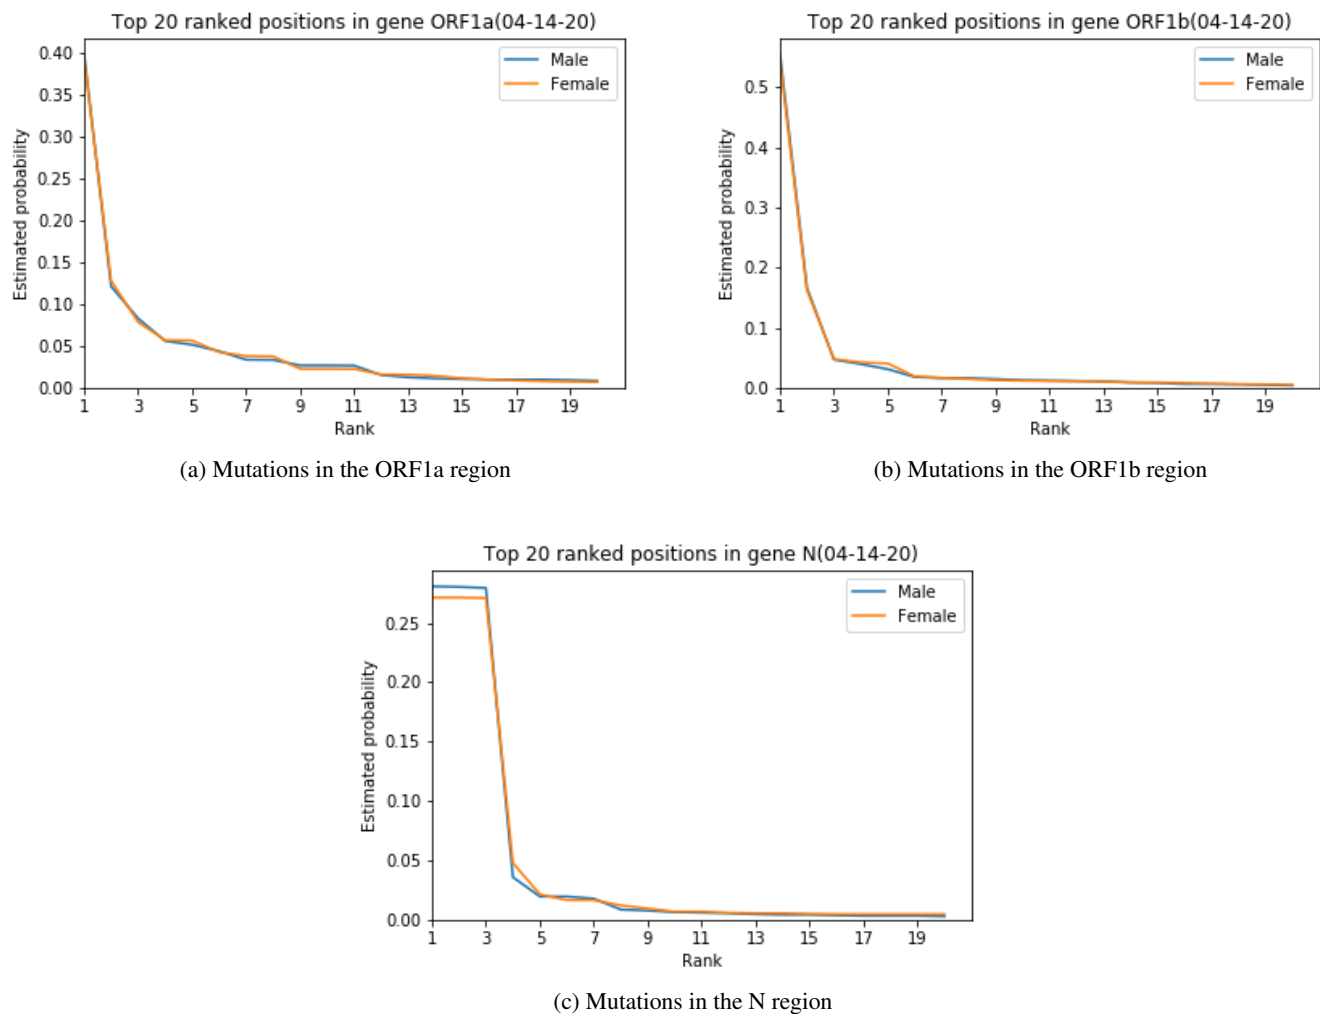 Top 20 ranked positions in gene ORF1a(04-14-20)
0.40
0.35
0.30
0.25
0.20
0.15
0.10
0.05
0.00
Estimated probability
Male
Female
1 3 5 7 9 11 13 15 17 19
Rank
(a) Mutations in the ORF1a region
Top 20 ranked positions in gene ORF1b(04-14-20)
0.5
0.4
0.3
0.2
0.1
0.0
Estimated probability
Male
Female
1 3 5 7 9 11 13 15 17 19
Rank
(b) Mutations in the ORF1b region
Top 20 ranked positions in gene N(04-14-20)
0.25
0.20
0.15
0.10
0.05
0.00
Estimated probability
Male
Female
1 3 5 7 9 11 13 15 17 19
Rank
(c) Mutations in the N region